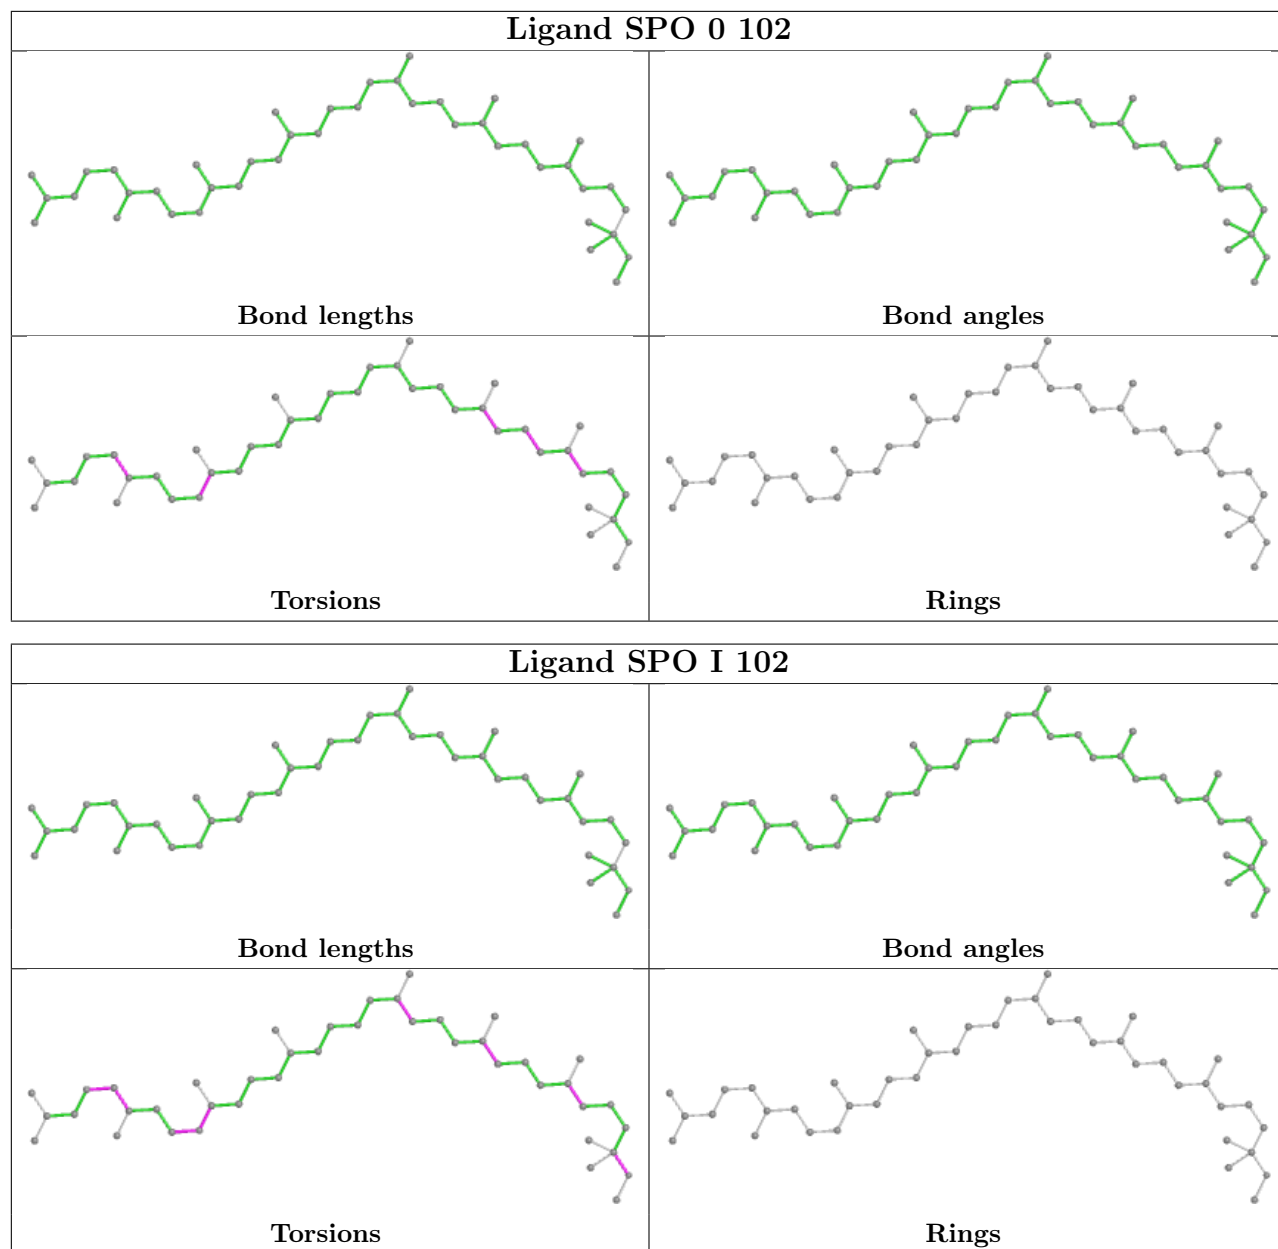 Ligand SPO 0 102
Bond lengths
Bond angles
Torsions
Rings
Ligand SPO I 102
Bond lengths
Bond angles
Torsions
Rings